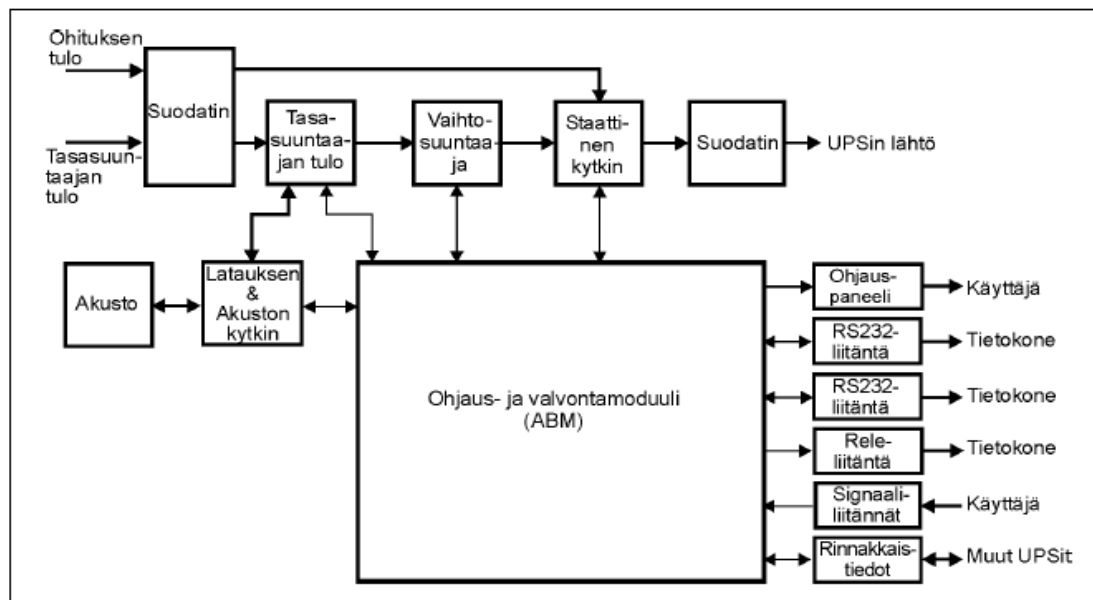 Ohituksen
tulo
Suodatin
Tasasuun-
taajan
tulo
Tasa-
suuntaa-
jan tulo
Vaihto-
suuntaa-
ja
Staatti-
nen
kytkin
Suodatin
UPSin lähtö
Akusto
Latauksen
&
Akuston
kytkin
Ohjaus- ja valvontamoduuli
(ABM)
Ohjaus-
paneeli
Käyttäjä
RS232-
liitäntä
Tietokone
RS232-
liitäntä
Tietokone
Rele-
liitäntä
Tietokone
Signaali-
liitännät
Käyttäjä
Rinnakkais-
tiedot
Muut UPSit